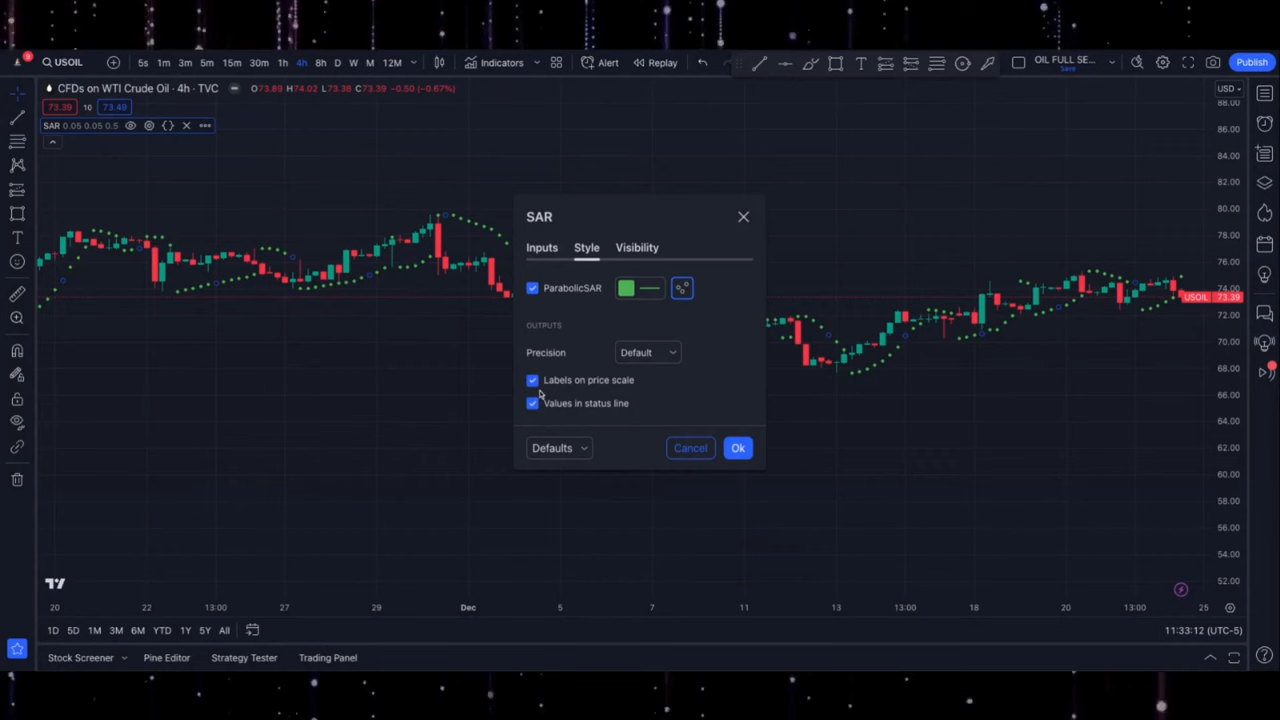 USOIL 5s 1m 3m 5m 15m 30m 1h 4h 8h D W M 12M Indicators Alert Replay OIL FULL SE... Save Publish
CFDs on WTI Crude Oil · 4h · TVC O73.89 H74.02 L73.38 C73.39 -0.50 (-0.67%) USD
73.39 10 73.49
SAR 0.05 0.05 0.5
88.00
86.00
84.00
82.00
80.00
78.00
76.00
74.00
USOIL 73.39
72.00
70.00
68.00
66.00
64.00
62.00
60.00
58.00
56.00
54.00
52.00
SAR
Inputs Style Visibility
ParabolicSAR
OUTPUTS
Precision Default
Labels on price scale
Values in status line
Defaults Cancel Ok
20 22 13:00 27 29 Dec 5 7 11 13 13:00 18 20 13:00 25
1D 5D 1M 3M 6M YTD 1Y 5Y All 11:33:12 (UTC-5)
Stock Screener Pine Editor Strategy Tester Trading Panel